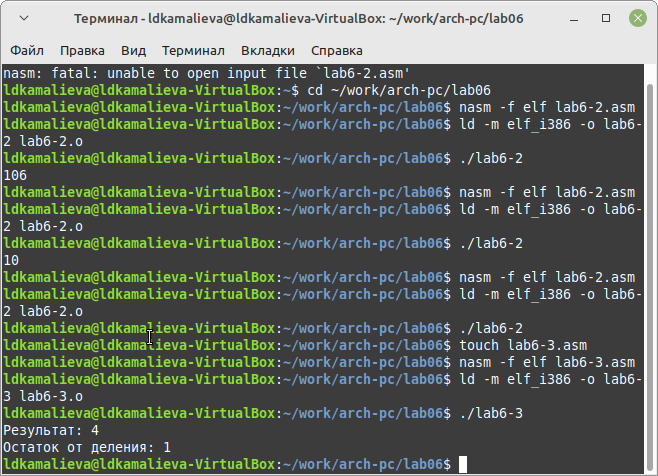 Терминал - ldkamalieva@ldkamalieva-VirtualBox: ~/work/arch-pc/lab06
Файл Правка Вид Терминал Вкладки Справка
nasm: fatal: unable to open input file `lab6-2.asm'
ldkamalieva@ldkamalieva-VirtualBox:~$ cd ~/work/arch-pc/lab06
ldkamalieva@ldkamalieva-VirtualBox:~/work/arch-pc/lab06$ nasm -f elf lab6-2.asm
ldkamalieva@ldkamalieva-VirtualBox:~/work/arch-pc/lab06$ ld -m elf_i386 -o lab6-
2 lab6-2.o
ldkamalieva@ldkamalieva-VirtualBox:~/work/arch-pc/lab06$ ./lab6-2
106
ldkamalieva@ldkamalieva-VirtualBox:~/work/arch-pc/lab06$ nasm -f elf lab6-2.asm
ldkamalieva@ldkamalieva-VirtualBox:~/work/arch-pc/lab06$ ld -m elf_i386 -o lab6-
2 lab6-2.o
ldkamalieva@ldkamalieva-VirtualBox:~/work/arch-pc/lab06$ ./lab6-2
10
ldkamalieva@ldkamalieva-VirtualBox:~/work/arch-pc/lab06$ nasm -f elf lab6-2.asm
ldkamalieva@ldkamalieva-VirtualBox:~/work/arch-pc/lab06$ ld -m elf_i386 -o lab6-
2 lab6-2.o
ldkamalieva@ldkamalieva-VirtualBox:~/work/arch-pc/lab06$ ./lab6-2
ldkamalieva@ldkamalieva-VirtualBox:~/work/arch-pc/lab06$ touch lab6-3.asm
ldkamalieva@ldkamalieva-VirtualBox:~/work/arch-pc/lab06$ nasm -f elf lab6-3.asm
ldkamalieva@ldkamalieva-VirtualBox:~/work/arch-pc/lab06$ ld -m elf_i386 -o lab6-
3 lab6-3.o
ldkamalieva@ldkamalieva-VirtualBox:~/work/arch-pc/lab06$ ./lab6-3
Результат: 4
Остаток от деления: 1
ldkamalieva@ldkamalieva-VirtualBox:~/work/arch-pc/lab06$